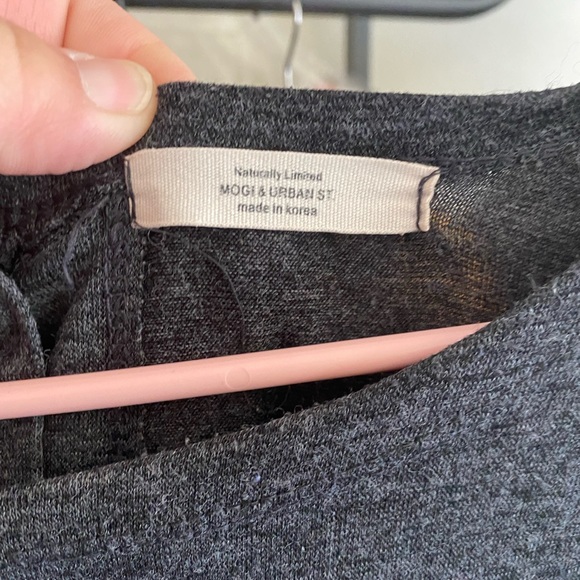 Naturally Limited
MOGI & URBAN ST.
made in korea